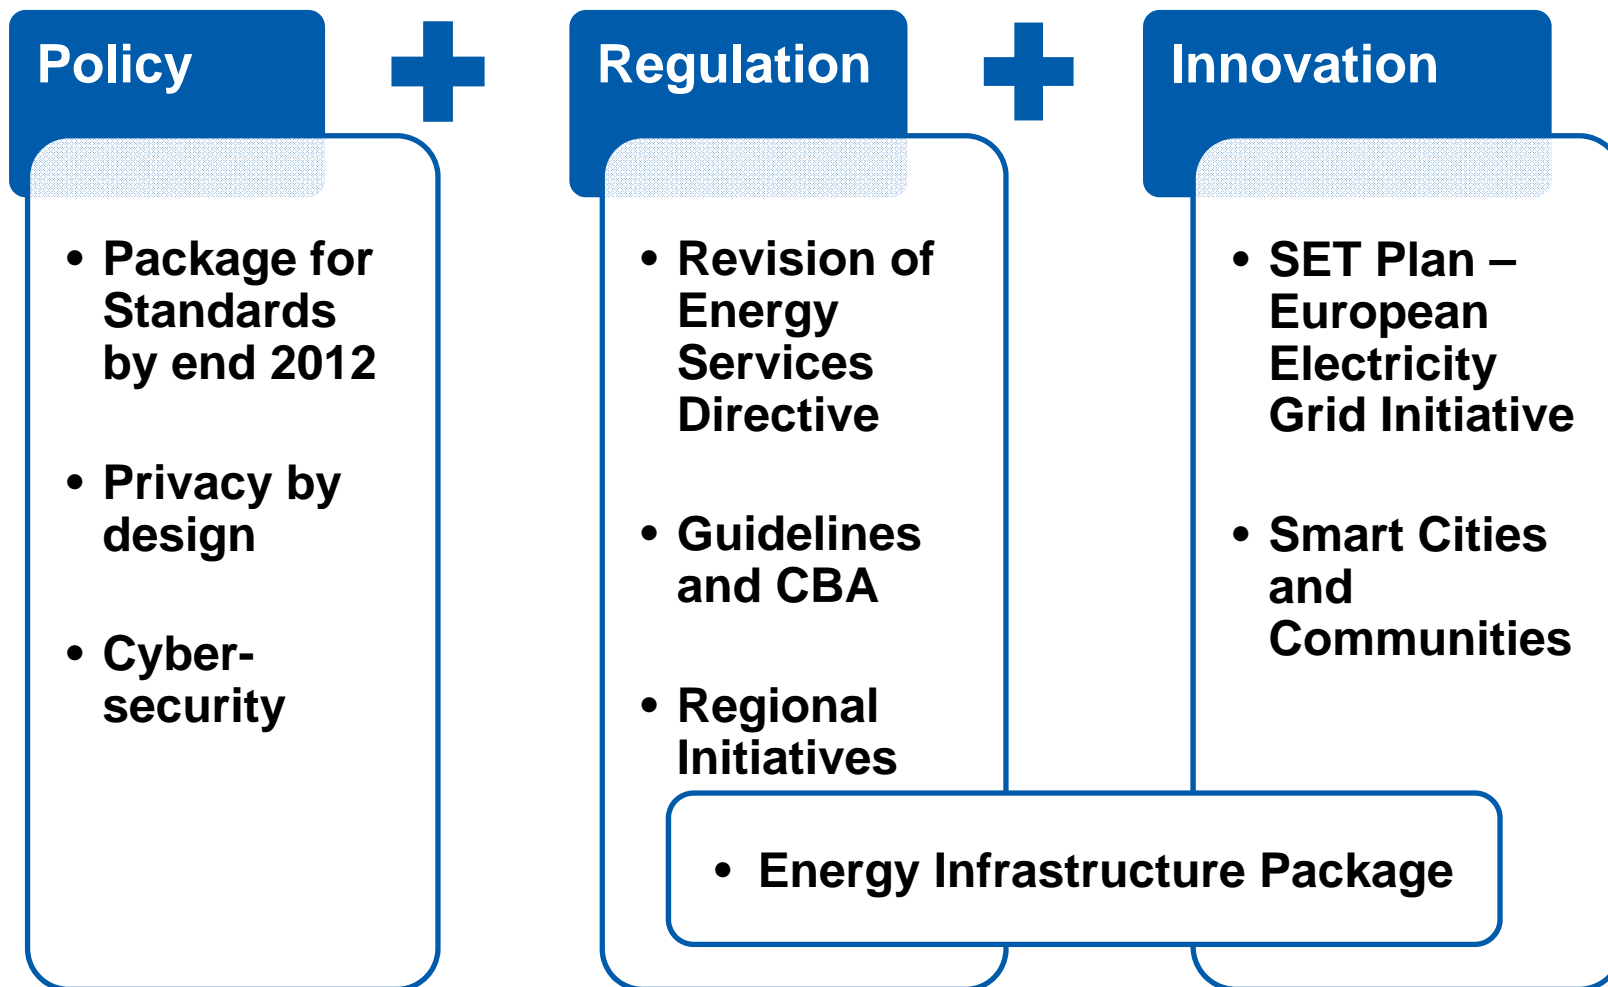 Policy
• Package for
Standards
by end 2012
• Privacy by
design
• Cyber-
security
Regulation
• Revision of
Energy
Services
Directive
• Guidelines
and CBA
• Regional
Initiatives
Innovation
• SET Plan –
European
Electricity
Grid Initiative
• Smart Cities
and
Communities
• Energy Infrastructure Package